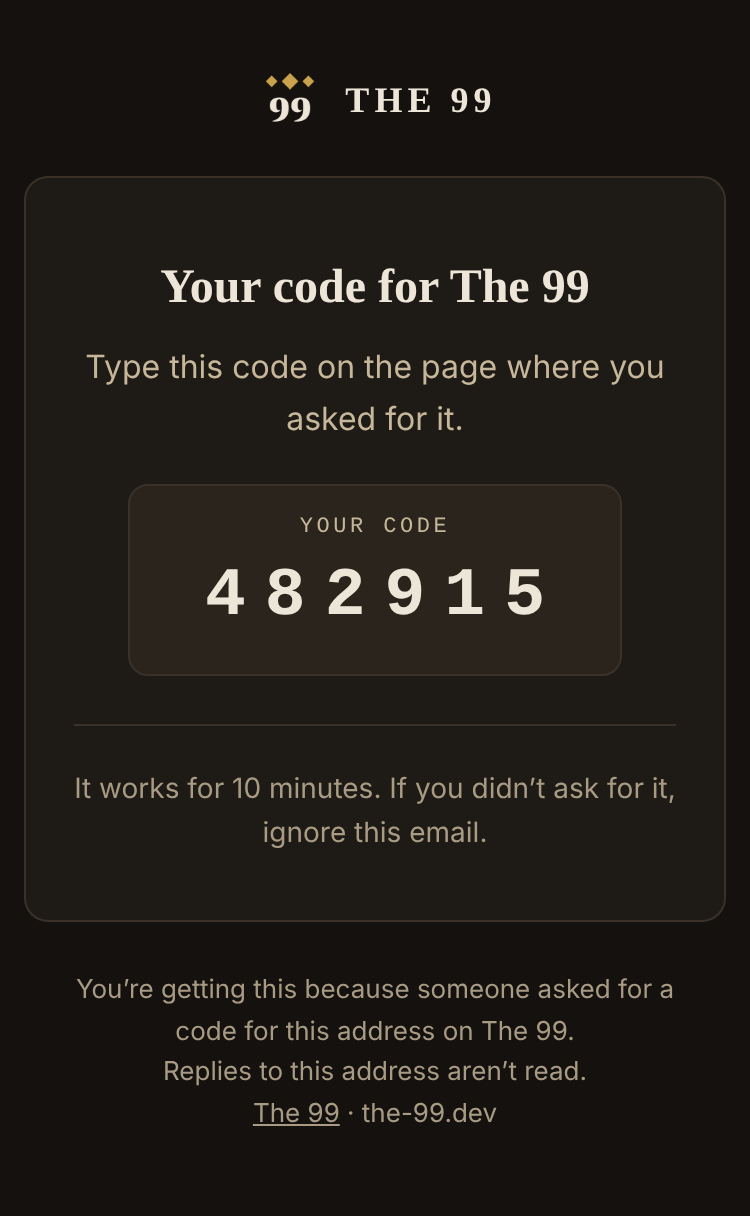 99 THE 99
Your code for The 99
Type this code on the page where you
asked for it.
YOUR CODE
482915
It works for 10 minutes. If you didn’t ask for it,
ignore this email.
You’re getting this because someone asked for a
code for this address on The 99.
Replies to this address aren’t read.
The 99 · the-99.dev